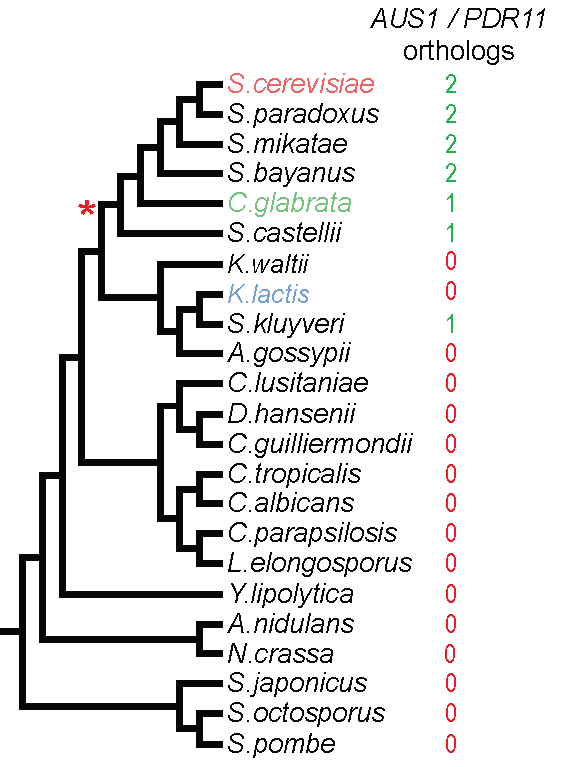 AUS1 / PDR11
orthologs
S.cerevisiae 2
S.paradoxus 2
S.mikatae 2
S.bayanus 2
C.glabrata 1
* S.castellii 1
K.waltii 0
K.lactis 0
S.kluyveri 1
A.gossypii 0
C.lusitaniae 0
D.hansenii 0
C.guilliermondii 0
C.tropicalis 0
C.albicans 0
C.parapsilosis 0
L.elongosporus 0
Y.lipolytica 0
A.nidulans 0
N.crassa 0
S.japonicus 0
S.octosporus 0
S.pombe 0